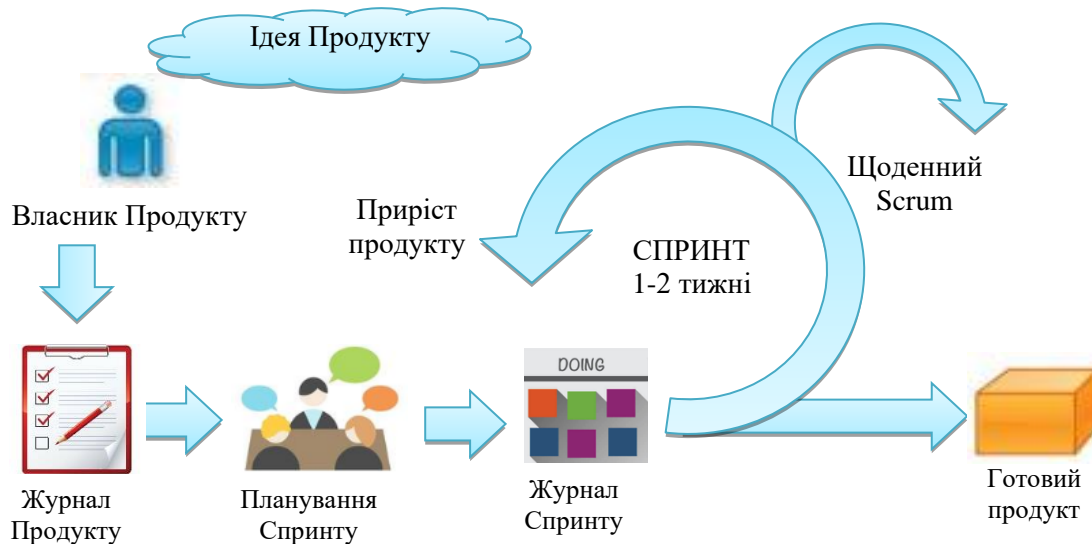 Ідея Продукту
Власник Продукту
Щоденний
Scrum
Приріст
продукту
СПРИНТ
1-2 тижні
DOING
Журнал
Продукту
Планування
Спринту
Журнал
Спринту
Готовий
продукт